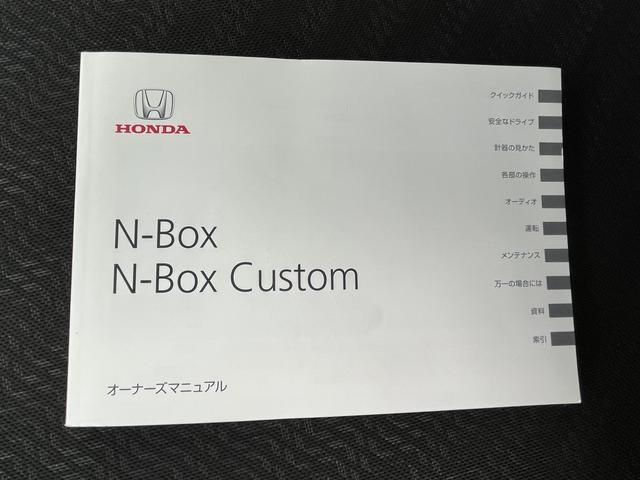 HONDA
N-Box
N-Box Custom
オーナーズマニュアル
クイックガイド
安全なドライブ
計器の見かた
各部の操作
オーディオ
運転
メンテナンス
万一の場合には
資料
索引